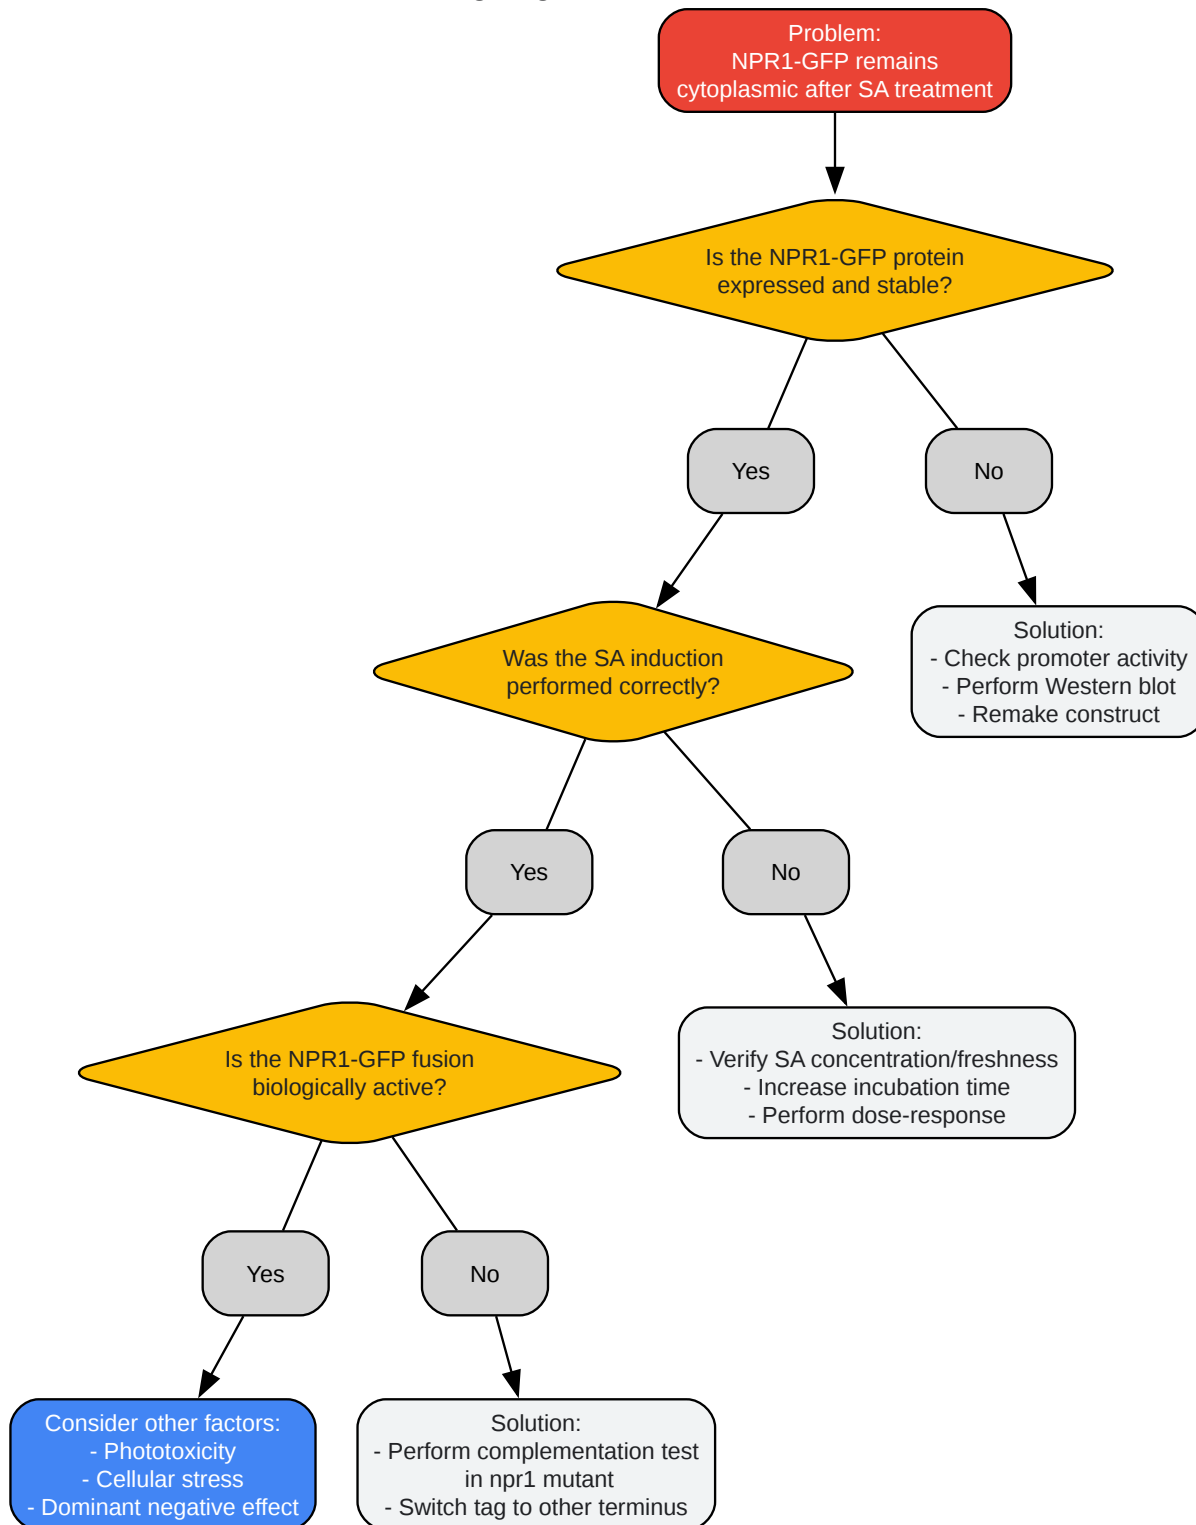 Problem:
NPR1-GFP remains
cytoplasmic after SA treatment
Is the NPR1-GFP protein
expressed and stable?
Yes
No
Solution:
- Check promoter activity
- Perform Western blot
- Remake construct
Was the SA induction
performed correctly?
Yes
No
Solution:
- Verify SA concentration/freshness
- Increase incubation time
- Perform dose-response
Is the NPR1-GFP fusion
biologically active?
Yes
No
Consider other factors:
- Phototoxicity
- Cellular stress
- Dominant negative effect
Solution:
- Perform complementation test
in npr1 mutant
- Switch tag to other terminus